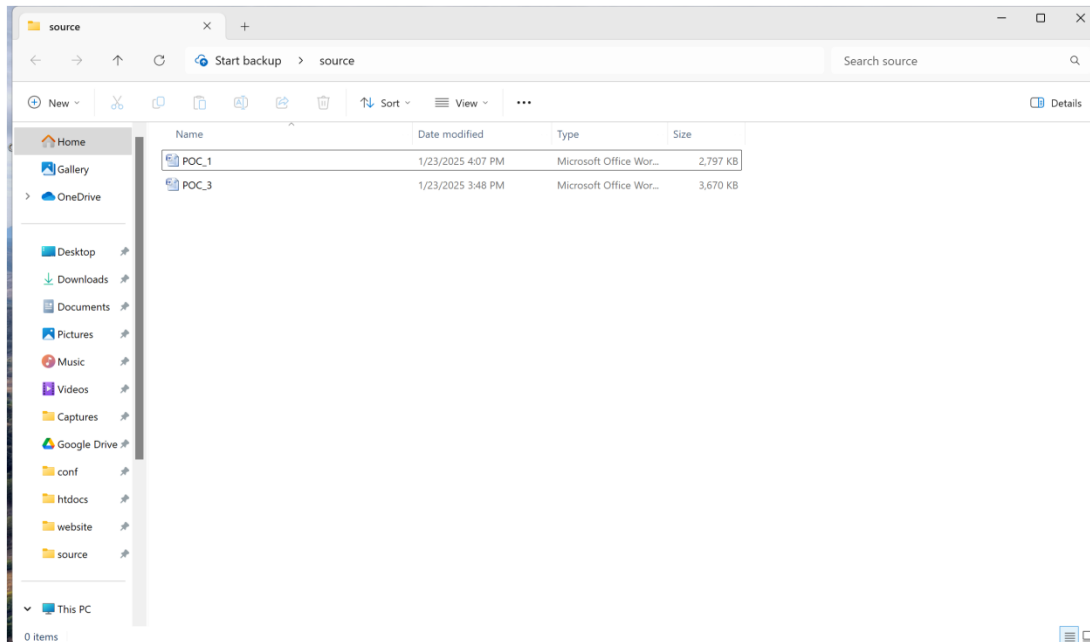 source
Start backup > source
Search source
New
Sort
View
Details
Name
Date modified
Type
Size
POC_1
1/23/2025 4:07 PM
Microsoft Office Wor...
2,797 KB
POC_3
1/23/2025 3:48 PM
Microsoft Office Wor...
3,670 KB
Home
Gallery
OneDrive
Desktop
Downloads
Documents
Pictures
Music
Videos
Captures
Google Drive
conf
htdocs
website
source
This PC
0 items